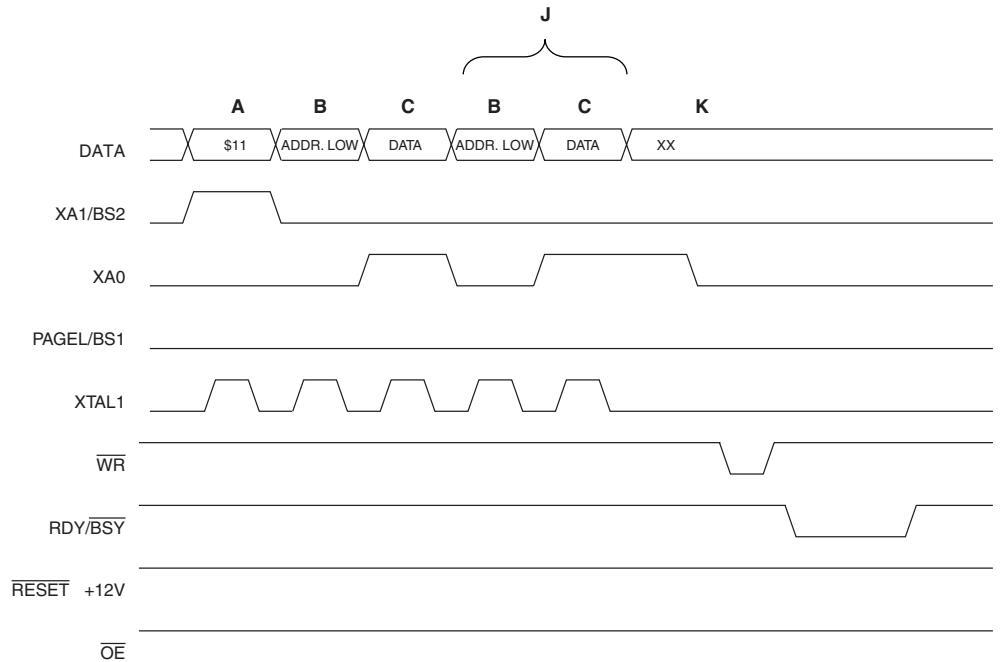 J
A B C B C K
DATA $11 ADDR. LOW DATA ADDR. LOW DATA XX
XA1/BS2
XA0
PAGEL/BS1
XTAL1
WR
RDY/BSY
RESET +12V
OE